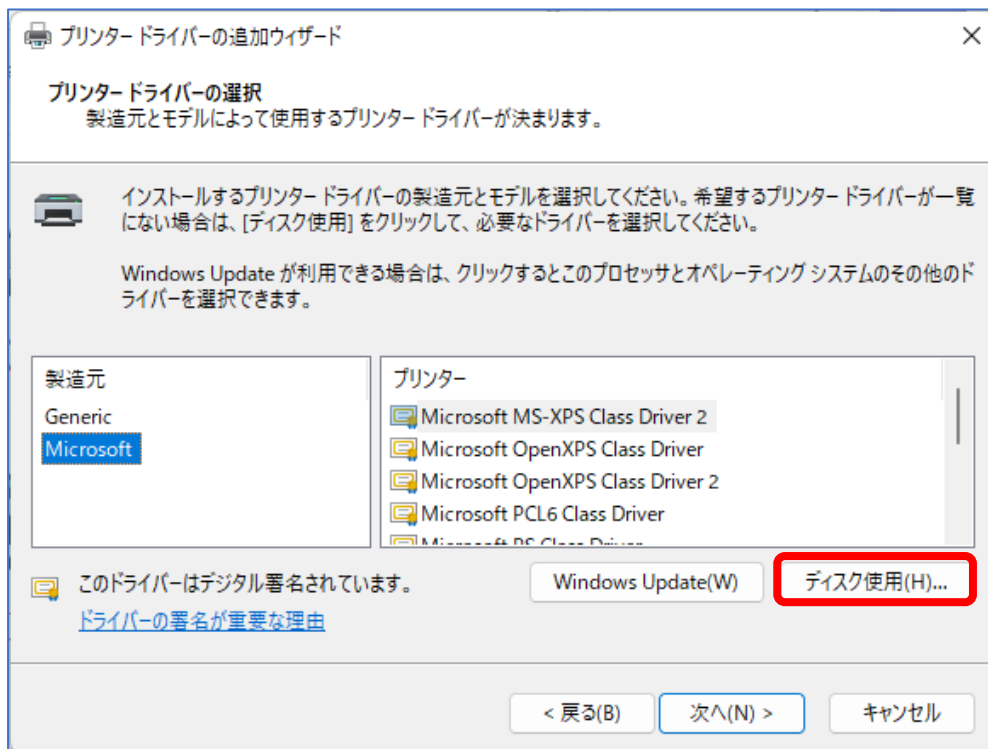 プリンター ドライバーの追加ウィザード
プリンター ドライバーの選択
製造元とモデルによって使用するプリンター ドライバーが決まります。
インストールするプリンター ドライバーの製造元とモデルを選択してください。希望するプリンター ドライバーが一覧
にない場合は、[ディスク使用] をクリックして、必要なドライバーを選択してください。
Windows Update が利用できる場合は、クリックするとこのプロセッサとオペレーティング システムのその他のド
ライバーを選択できます。
製造元
Generic
Microsoft
プリンター
Microsoft MS-XPS Class Driver 2
Microsoft OpenXPS Class Driver
Microsoft OpenXPS Class Driver 2
Microsoft PCL6 Class Driver
Microsoft PS Class Driver
このドライバーはデジタル署名されています。
ドライバーの署名が重要な理由
Windows Update(W)
ディスク使用(H)...
< 戻る(B)
次へ(N) >
キャンセル